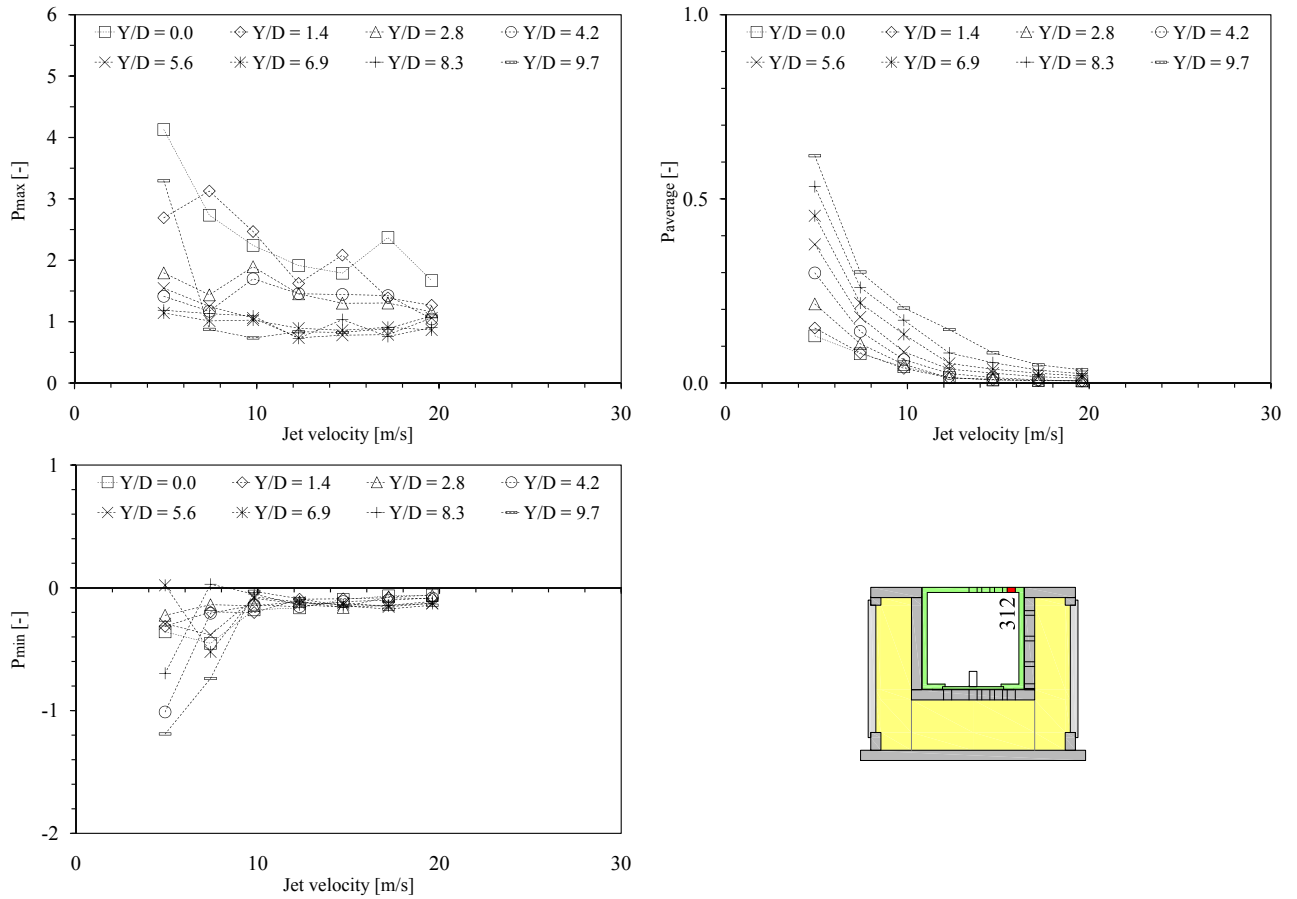 6
5
4
3
2
1
0
Pmax [-]
Y/D = 0.0 Y/D = 1.4 Y/D = 2.8 Y/D = 4.2
Y/D = 5.6 Y/D = 6.9 Y/D = 8.3 Y/D = 9.7
0 10 20 30
Jet velocity [m/s]
1.0
0.5
0.0
Paverage [-]
Y/D = 0.0 Y/D = 1.4 Y/D = 2.8 Y/D = 4.2
Y/D = 5.6 Y/D = 6.9 Y/D = 8.3 Y/D = 9.7
0 10 20 30
Jet velocity [m/s]
1
0
-1
-2
Pmin [-]
Y/D = 0.0 Y/D = 1.4 Y/D = 2.8 Y/D = 4.2
Y/D = 5.6 Y/D = 6.9 Y/D = 8.3 Y/D = 9.7
0 10 20 30
Jet velocity [m/s]
312